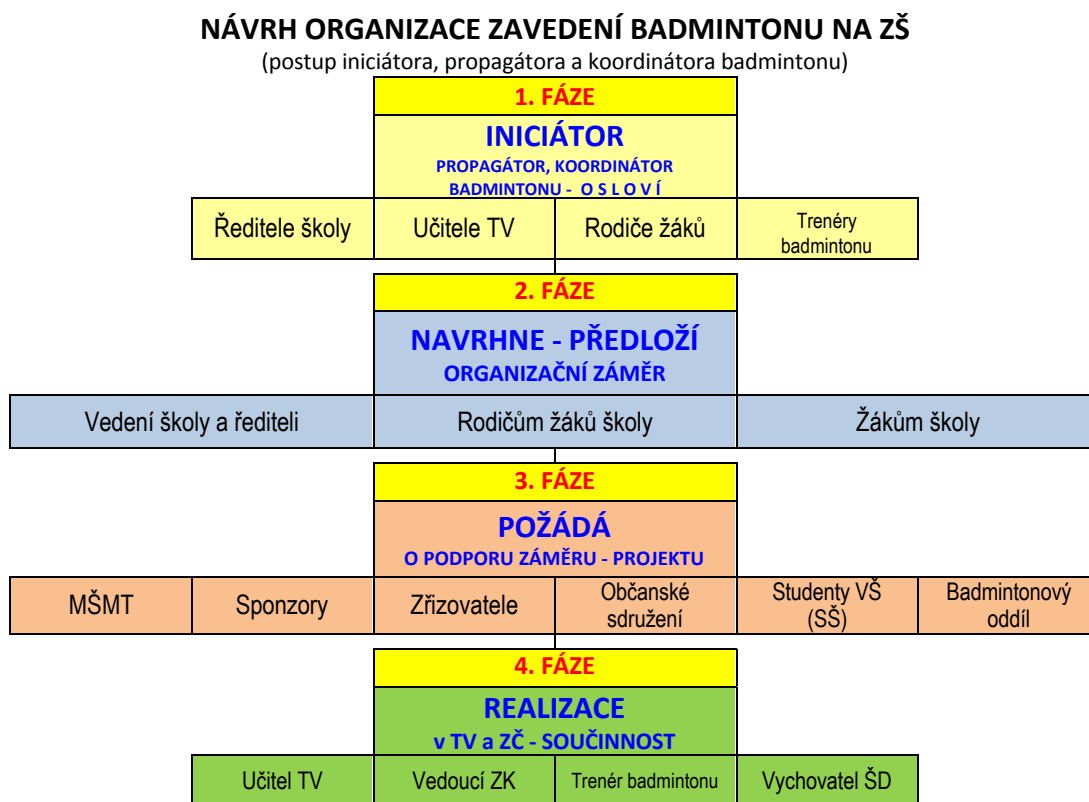 NÁVRH ORGANIZACE ZAVEDENÍ BADMINTONU NA ZŠ
(postup iniciátora, propagátora a koordinátora badmintonu)
1. FÁZE
INICIÁTOR
PROPAGÁTOR, KOORDINÁTOR
BADMINTONU - O S L O V Í
Ředitele školy
Učitele TV
Rodiče žáků
Trenéry
badmintonu
2. FÁZE
NAVRHNE - PŘEDLOŽÍ
ORGANIZAČNÍ ZÁMĚR
Vedení školy a řediteli
Rodičům žáků školy
Žákům školy
3. FÁZE
POŽÁDÁ
O PODPORU ZÁMĚRU - PROJEKTU
MŠMT
Sponzory
Zřizovatele
Občanské
sdružení
Studenty VŠ
(SŠ)
Badmintonový
oddíl
4. FÁZE
REALIZACE
v TV a ZČ - SOUČINNOST
Učitel TV
Vedoucí ZK
Trenér badmintonu
Vychovatel ŠD